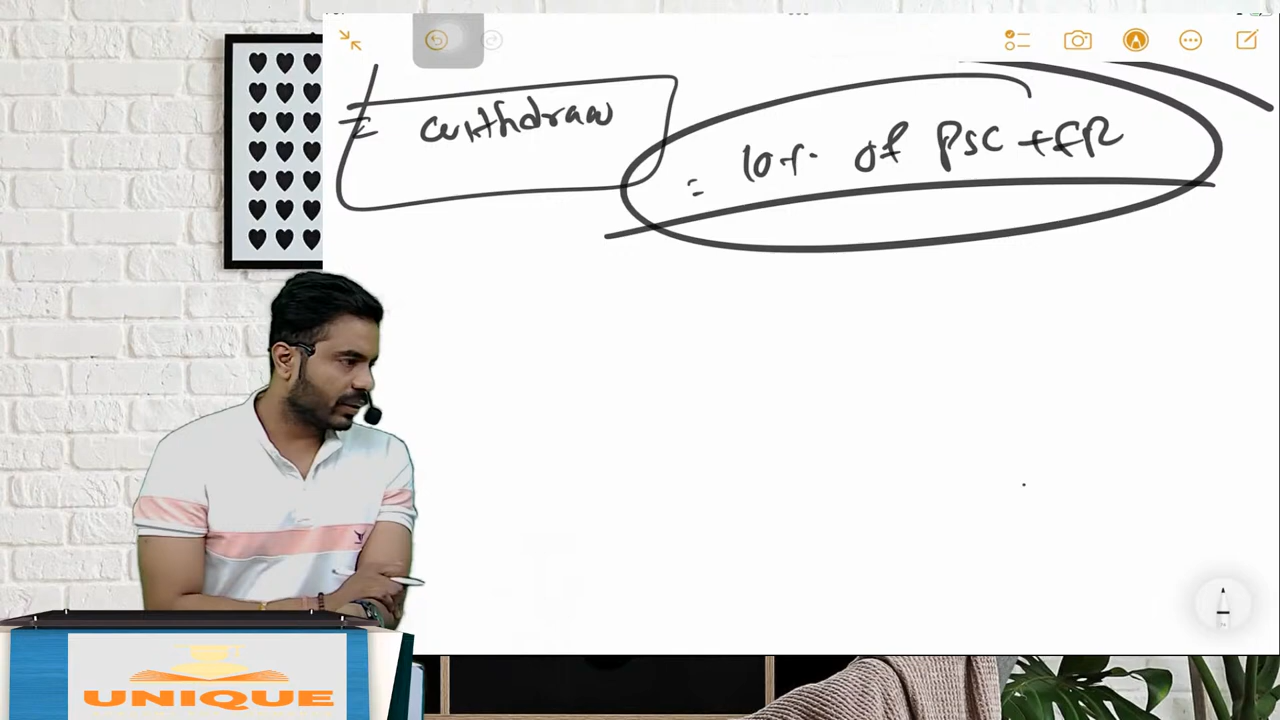 withdraw
= 10% of PSC + FR
UNIQUE